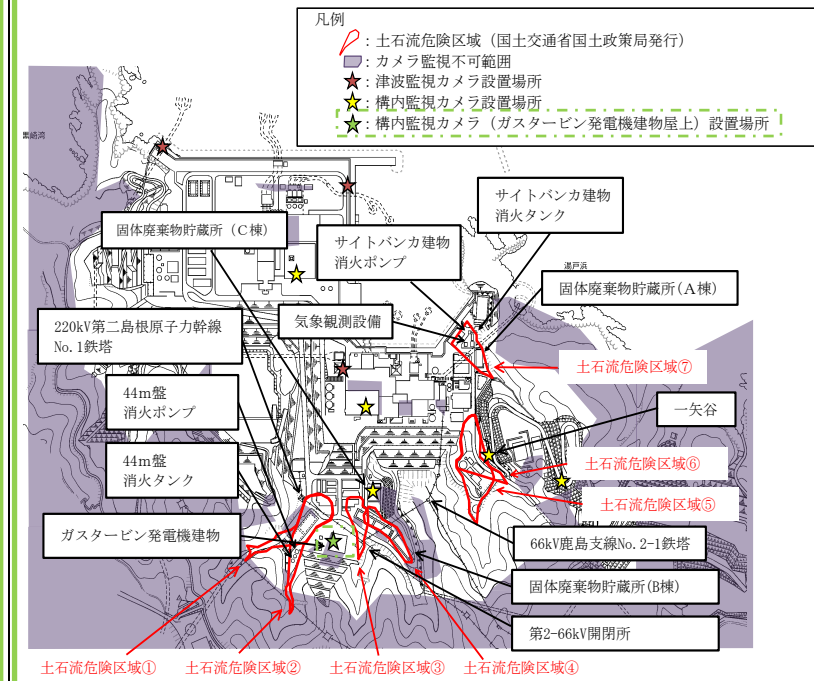 凡例
：土石流危険区域（国土交通省国土政策局発行）
：カメラ監視不可範囲
：津波監視カメラ設置場所
：構内監視カメラ設置場所
：構内監視カメラ（ガスタービン発電機建物屋上）設置場所
サイトバンカ建物
消火タンク
固体廃棄物貯蔵所（C棟）
サイトバンカ建物
消火ポンプ
湯戸浜
固体廃棄物貯蔵所(A棟)
220kV第二島根原子力幹線
No.1鉄塔
気象観測設備
土石流危険区域⑦
44m盤
消火ポンプ
一矢谷
44m盤
消火タンク
土石流危険区域⑥
土石流危険区域⑤
ガスタービン発電機建物
66kV鹿島支線No.2-1鉄塔
固体廃棄物貯蔵所(B棟)
第2-66kV開閉所
土石流危険区域①
土石流危険区域②
土石流危険区域③
土石流危険区域④